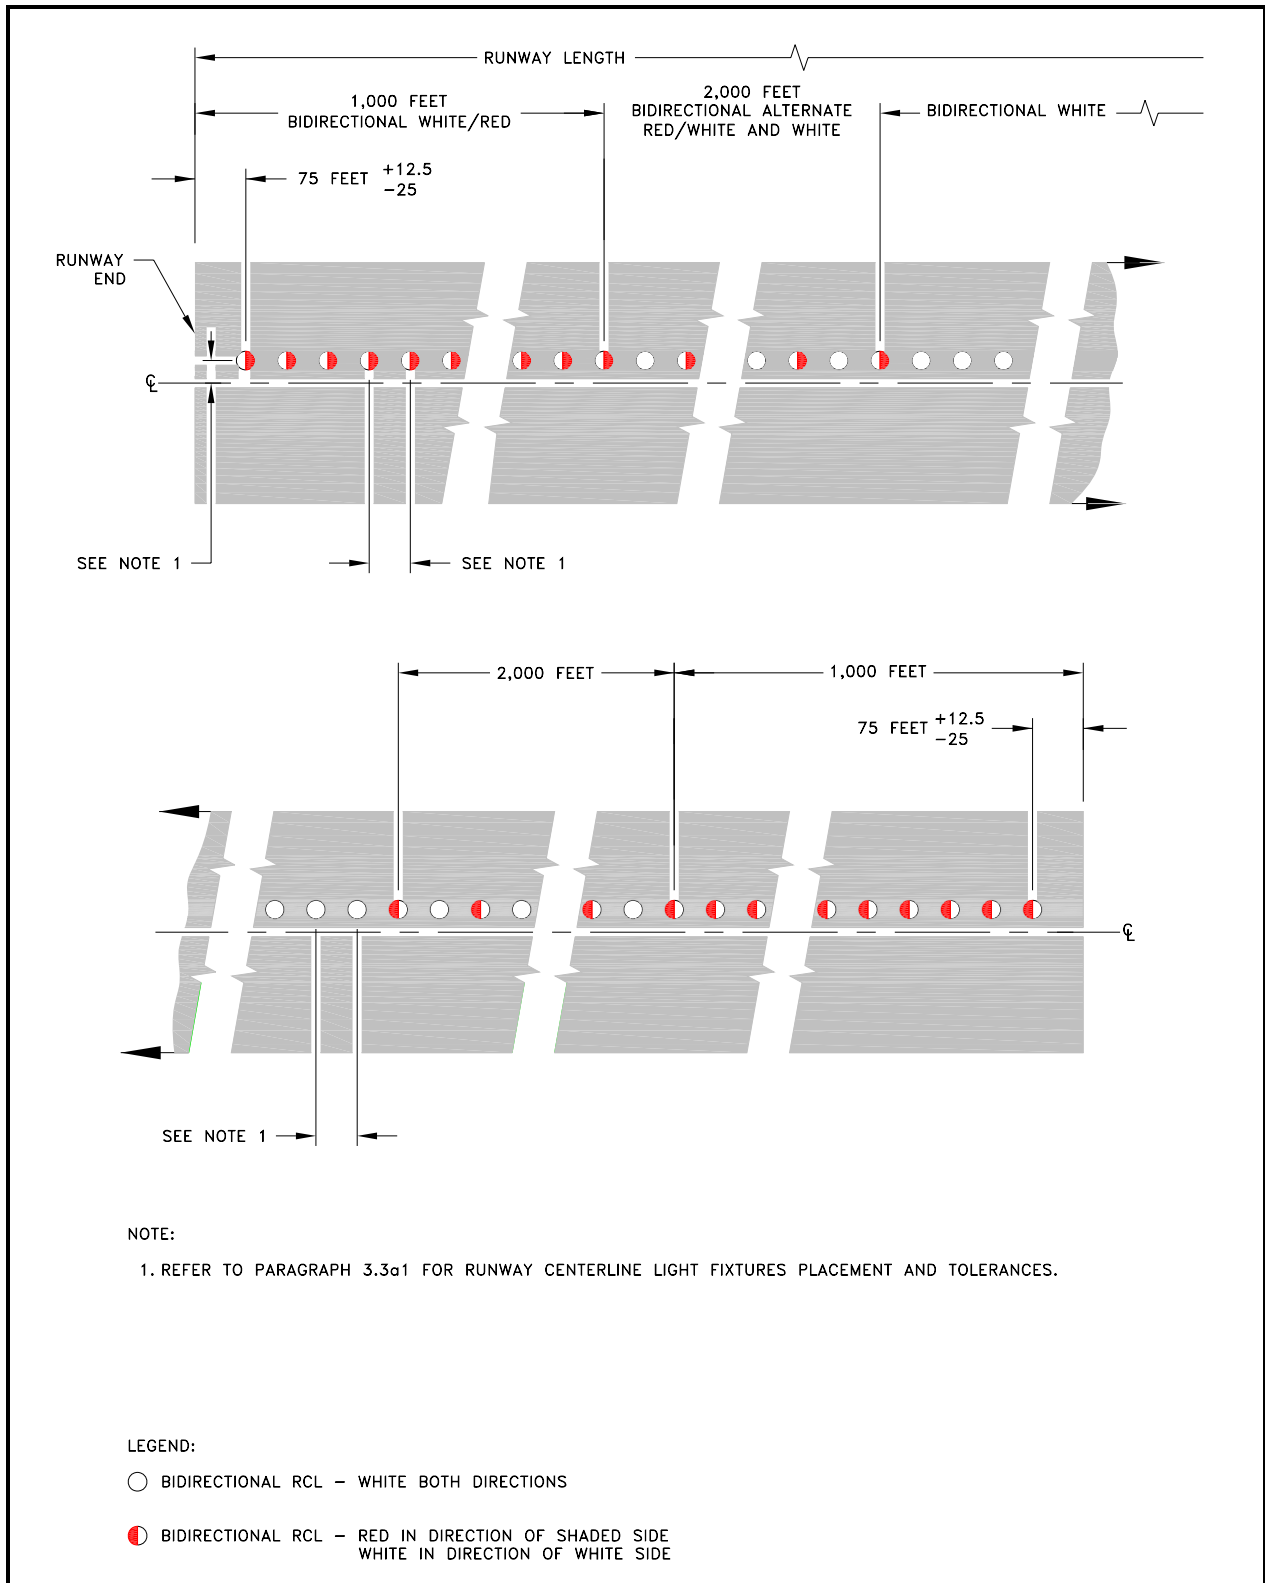 RUNWAY LENGTH
1,000 FEET
BIDIRECTIONAL WHITE/RED
2,000 FEET
BIDIRECTIONAL ALTERNATE
RED/WHITE AND WHITE
BIDIRECTIONAL WHITE
75 FEET +12.5
-25
RUNWAY
END
℄
SEE NOTE 1
SEE NOTE 1
2,000 FEET
1,000 FEET
75 FEET +12.5
-25
℄
SEE NOTE 1
NOTE:
1. REFER TO PARAGRAPH 3.3a1 FOR RUNWAY CENTERLINE LIGHT FIXTURES PLACEMENT AND TOLERANCES.
LEGEND:
BIDIRECTIONAL RCL – WHITE BOTH DIRECTIONS
BIDIRECTIONAL RCL – RED IN DIRECTION OF SHADED SIDE
WHITE IN DIRECTION OF WHITE SIDE